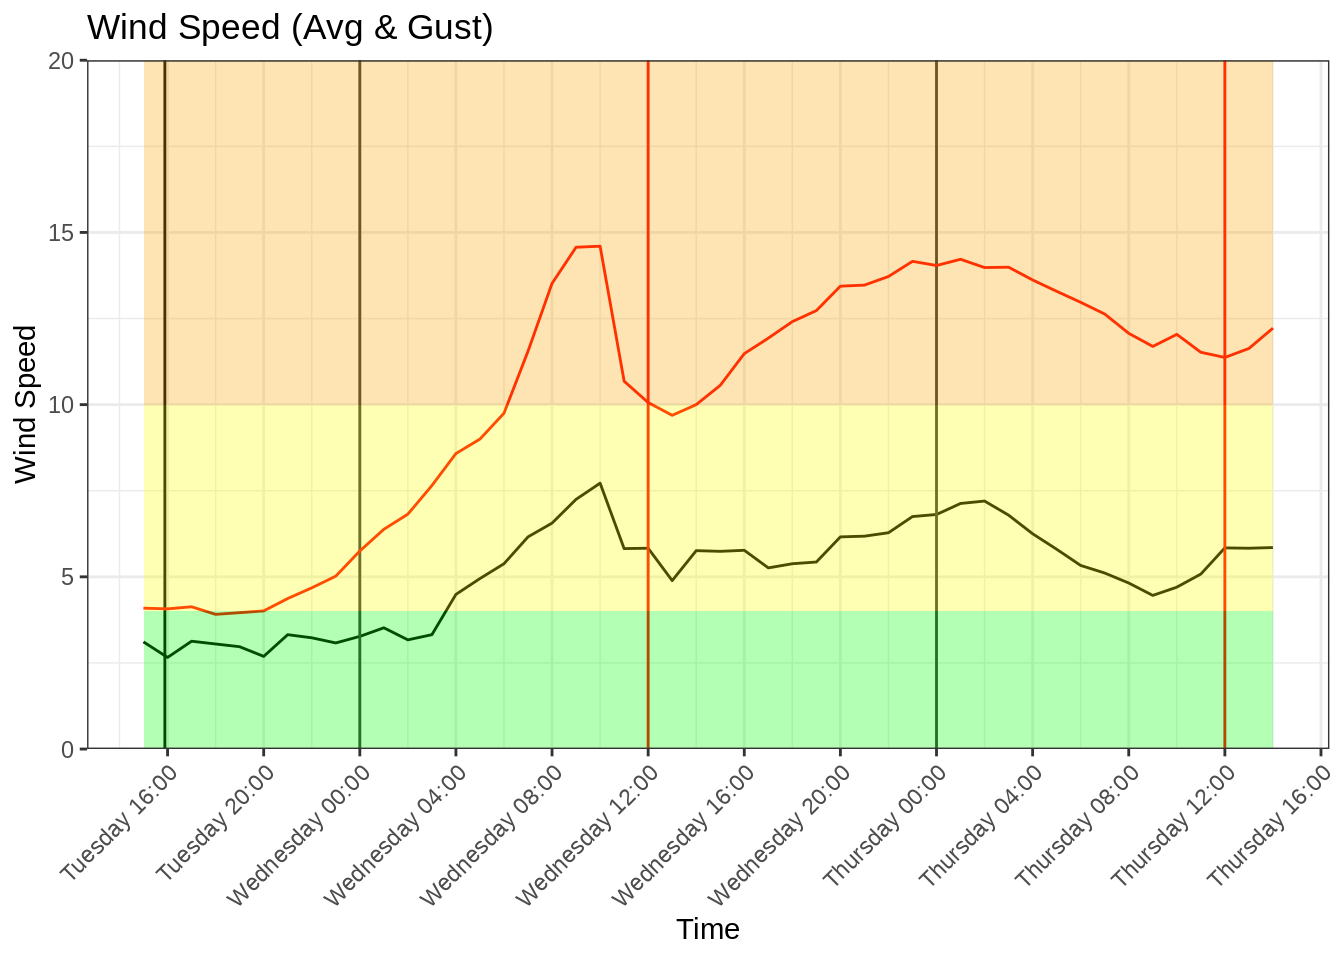 Wind Speed (Avg & Gust)
20
15
10
5
0
Wind Speed
Tuesday 16:00
Tuesday 20:00
Wednesday 00:00
Wednesday 04:00
Wednesday 08:00
Wednesday 12:00
Wednesday 16:00
Wednesday 20:00
Thursday 00:00
Thursday 04:00
Thursday 08:00
Thursday 12:00
Thursday 16:00
Time